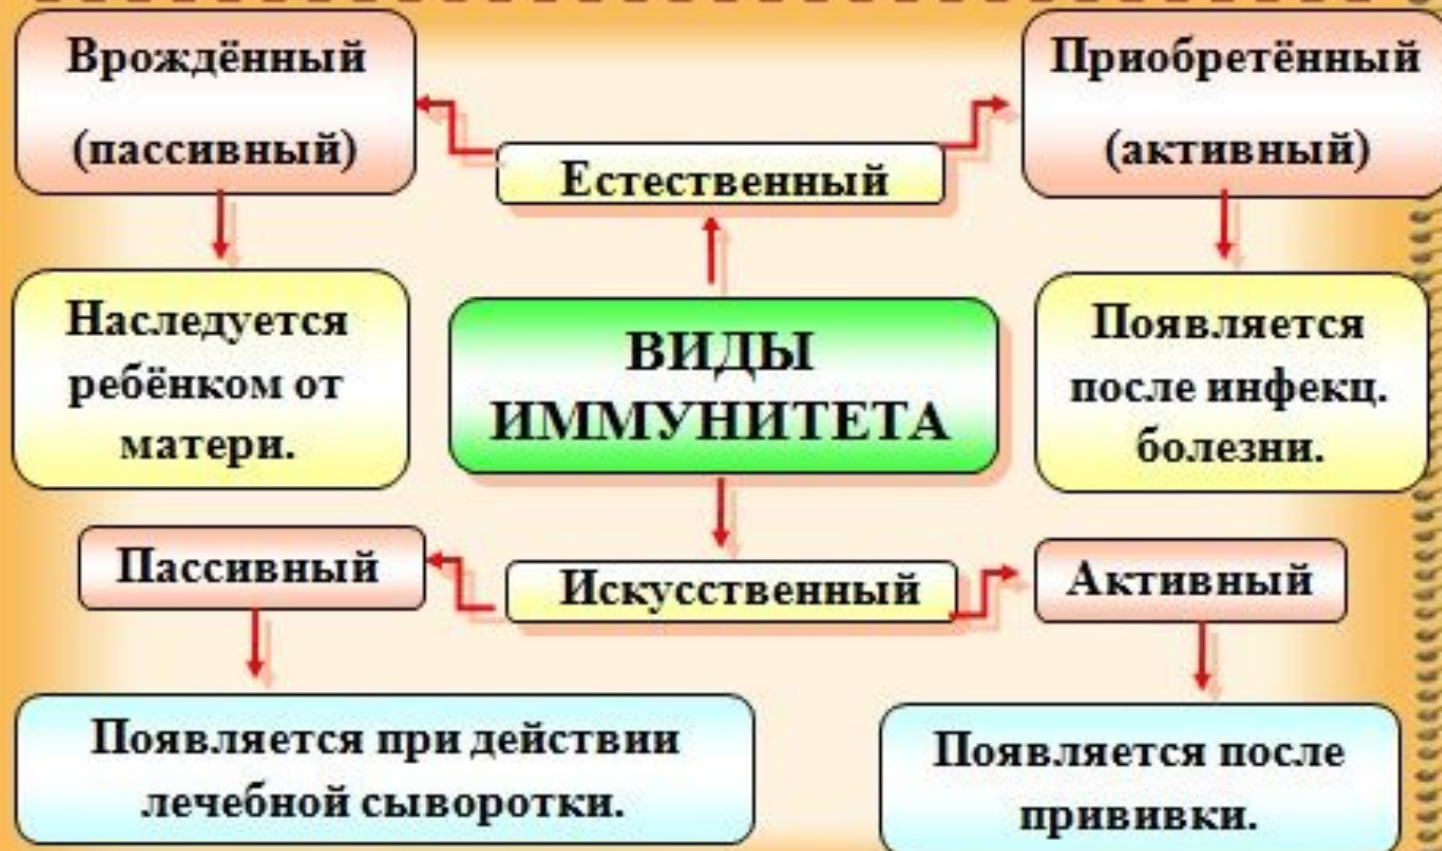 Врождённый
(пассивный)
Приобретённый
(активный)
Естественный
Наследуется
ребёнком от
матери.
ВИДЫ
ИММУНИТЕТА
Появляется
после инфекц.
болезни.
Пассивный
Искусственный
Активный
Появляется при действии
лечебной сыворотки.
Появляется после
прививки.